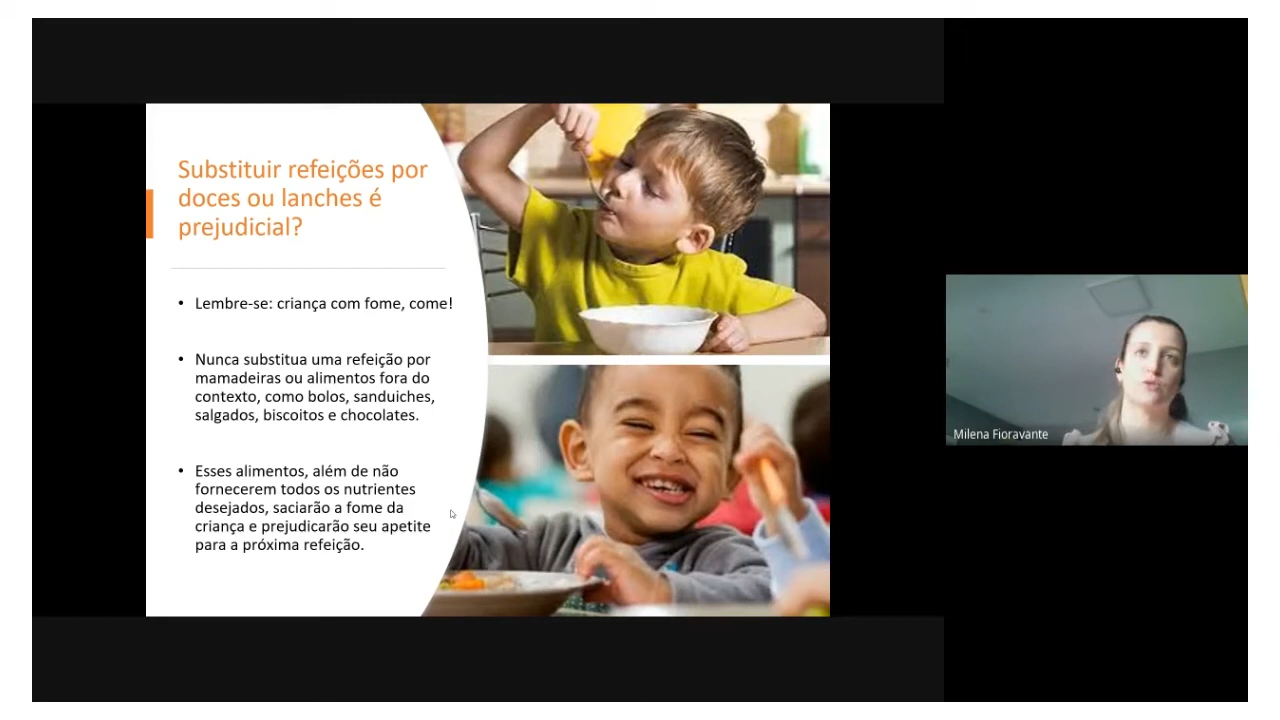 Substituir refeições por
doces ou lanches é
prejudicial?
• Lembre-se: criança com fome, come!
• Nunca substitua uma refeição por
mamadeiras ou alimentos fora do
contexto, como bolos, sanduiches,
salgados, biscoitos e chocolates.
• Esses alimentos, além de não
fornecerem todos os nutrientes
desejados, saciarão a fome da
criança e prejudicarão seu apetite
para a próxima refeição.
Milena Fioravante